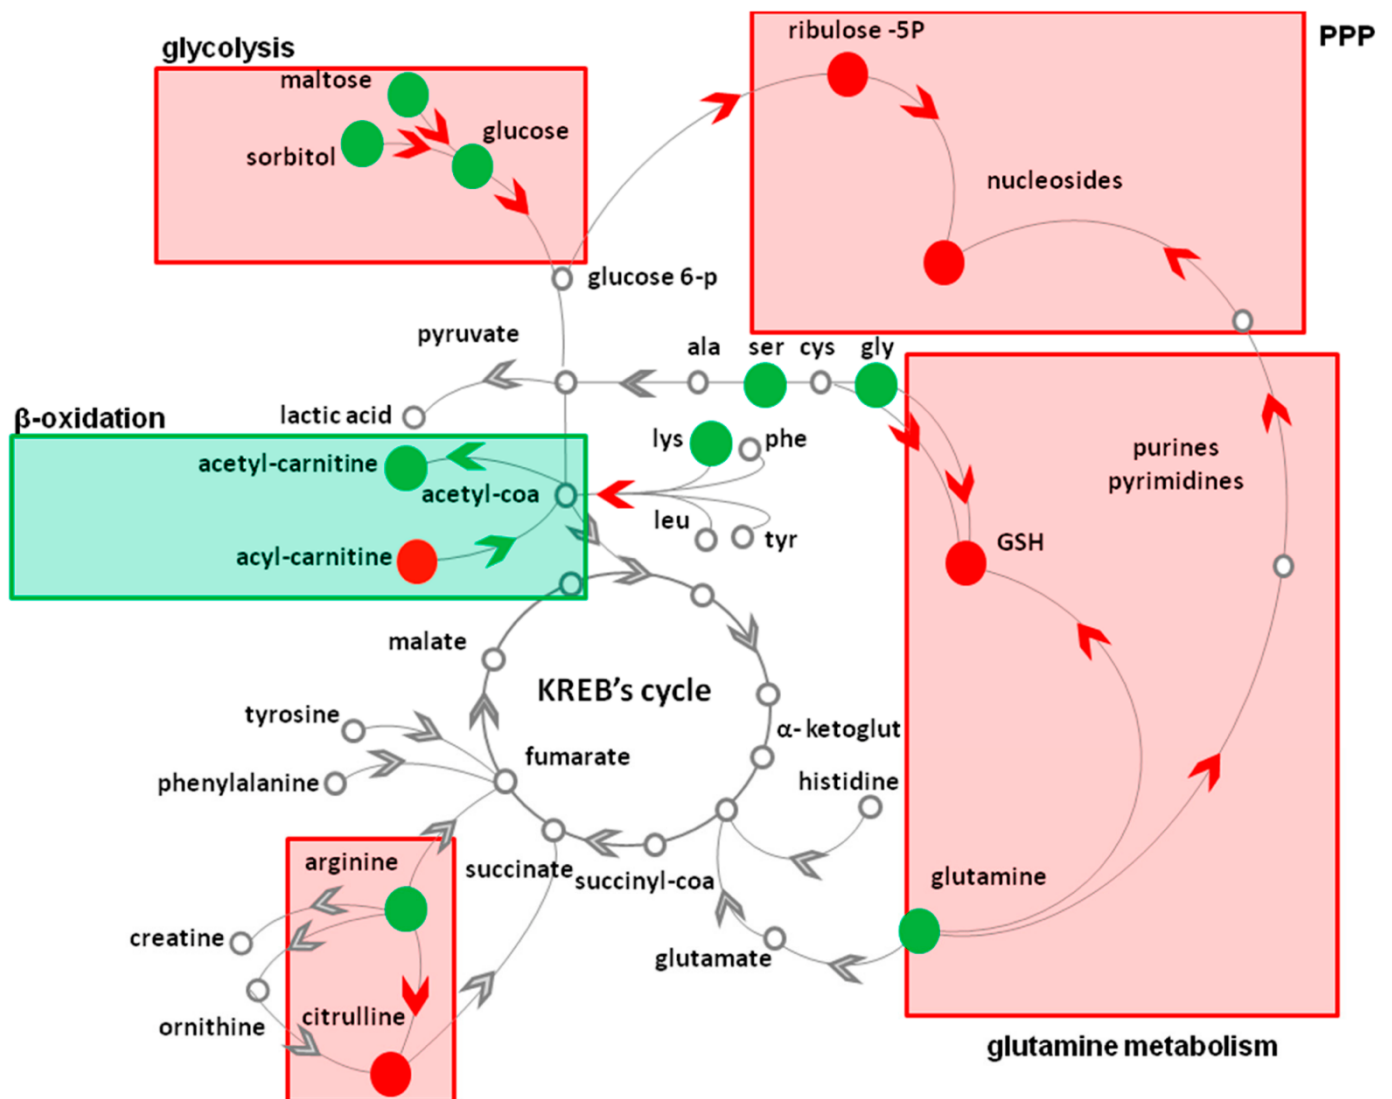 glycolysis
maltose
glucose
sorbitol
ribulose -5P
PPP
nucleosides
glucose 6-p
pyruvate
ala
ser
cys
gly
lactic acid
β-oxidation
acetyl-carnitine
acetyl-coa
acyl-carnitine
lys
phe
leu
tyr
GSH
purines
pyrimidines
malate
KREB's cycle
tyrosine
phenylalanine
fumarate
α- ketoglut
histidine
arginine
succinate
succinyl-coa
glutamine
creatine
glutamate
ornithine
citrulline
glutamine metabolism